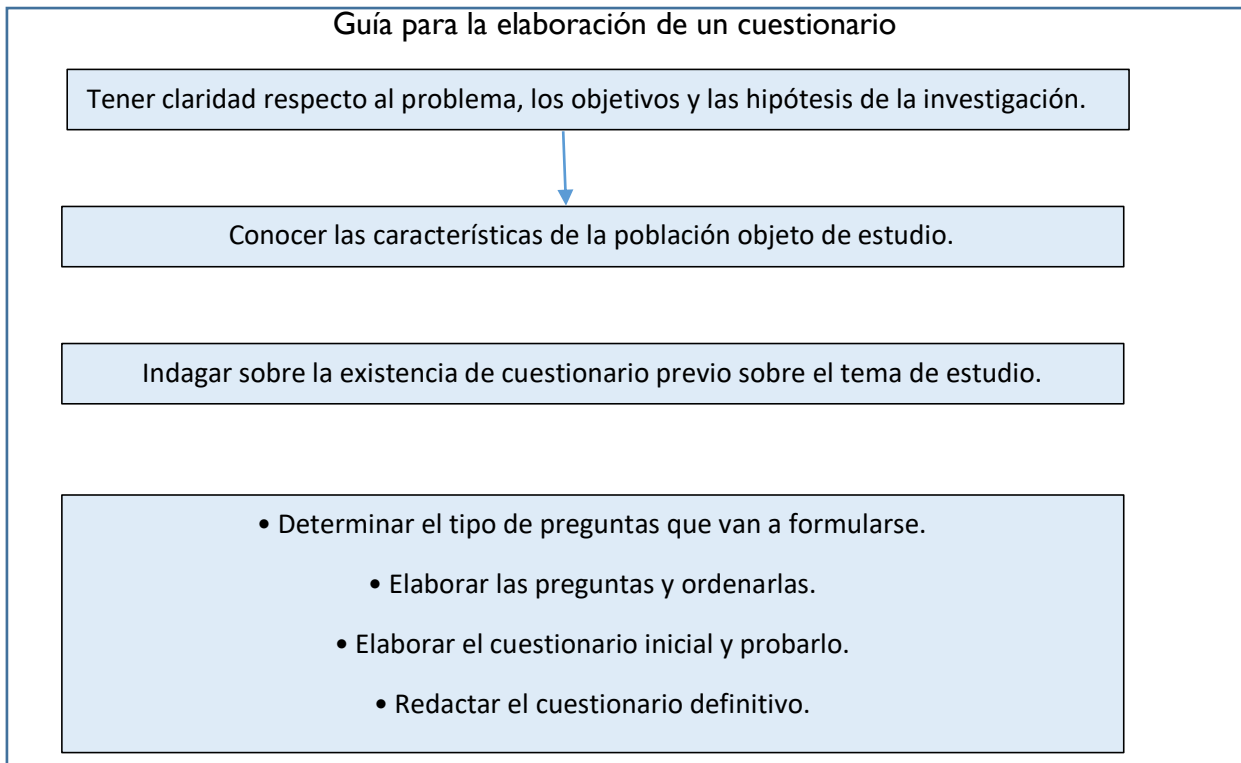 Guía para la elaboración de un cuestionario
Tener claridad respecto al problema, los objetivos y las hipótesis de la investigación.
Conocer las características de la población objeto de estudio.
Indagar sobre la existencia de cuestionario previo sobre el tema de estudio.
• Determinar el tipo de preguntas que van a formularse.
• Elaborar las preguntas y ordenarlas.
• Elaborar el cuestionario inicial y probarlo.
• Redactar el cuestionario definitivo.